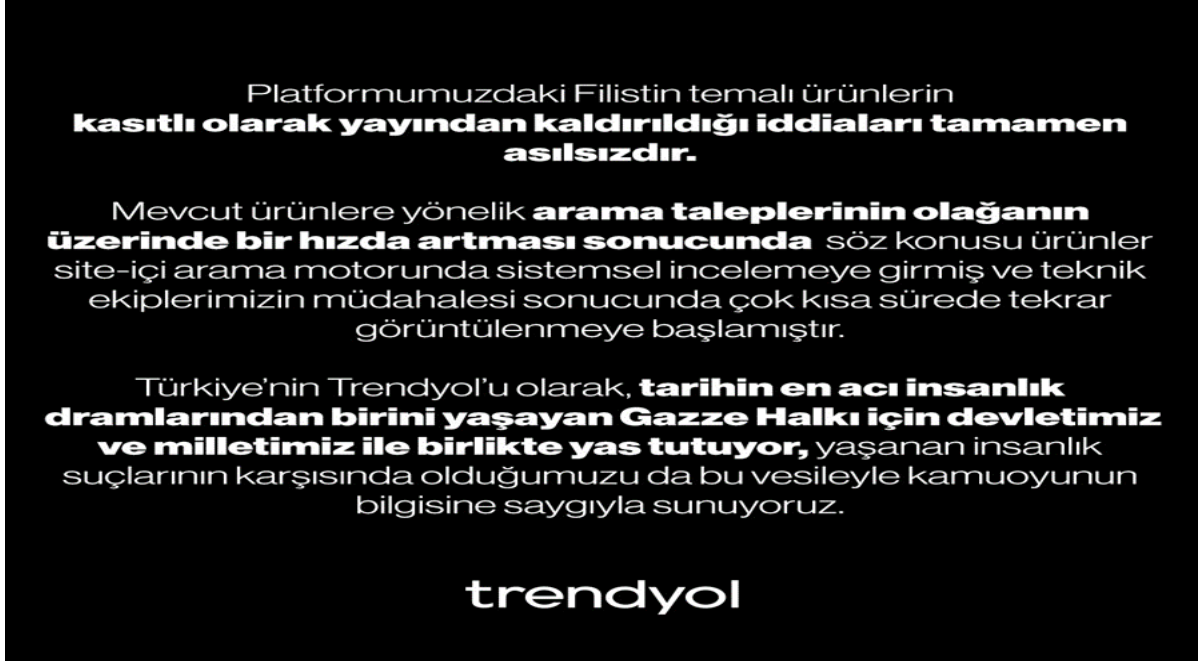 Platformumuzdaki Filistin temalı ürünlerin
kasıtlı olarak yayından kaldırıldığı iddiaları tamamen
asılsızdır.
Mevcut ürünlere yönelik arama taleplerinin olağanın
üzerinde bir hızda artması sonucunda söz konusu ürünler
site-içi arama motorunda sistemsel incelemeye girmiş ve teknik
ekiplerimizin müdahalesi sonucunda çok kısa sürede tekrar
görüntülenmeye başlamıştır.
Türkiye’nin Trendyol’u olarak, tarihin en acı insanlık
dramlarından birini yaşayan Gazze Halkı için devletimiz
ve milletimiz ile birlikte yas tutuyor, yaşanan insanlık
suçlarının karşısında olduğumuzu da bu vesileyle kamuoyunun
bilgisine saygıyla sunuyoruz.
trendyol